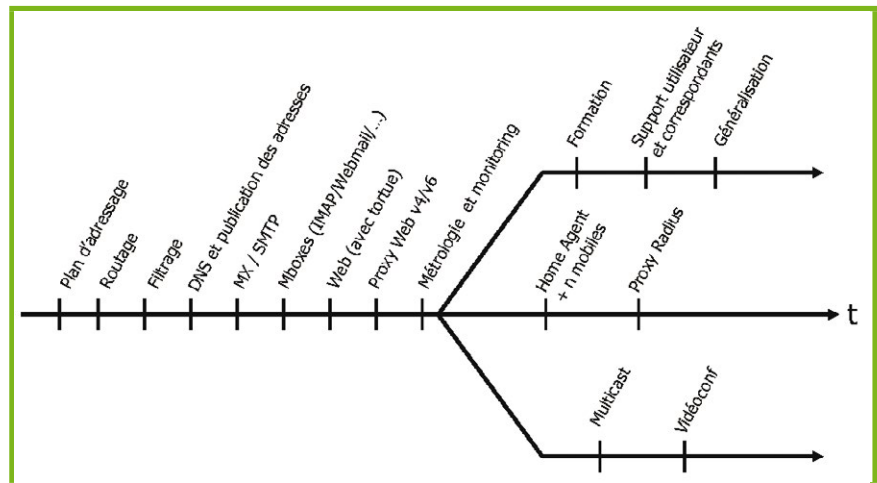 Plan d'adressage
Routage
Filtrage
DNS et publication des adresses
MX / SMTP
Mboxes (IMAP/Webmail/...)
Web (avec tortue)
Proxy Web v4/v6
Métrologie et monitoring
Formation
Support utilisateur
et correspondants
Généralisation
Home Agent
+ n mobiles
Proxy Radius
t
Multicast
Vidéoconf